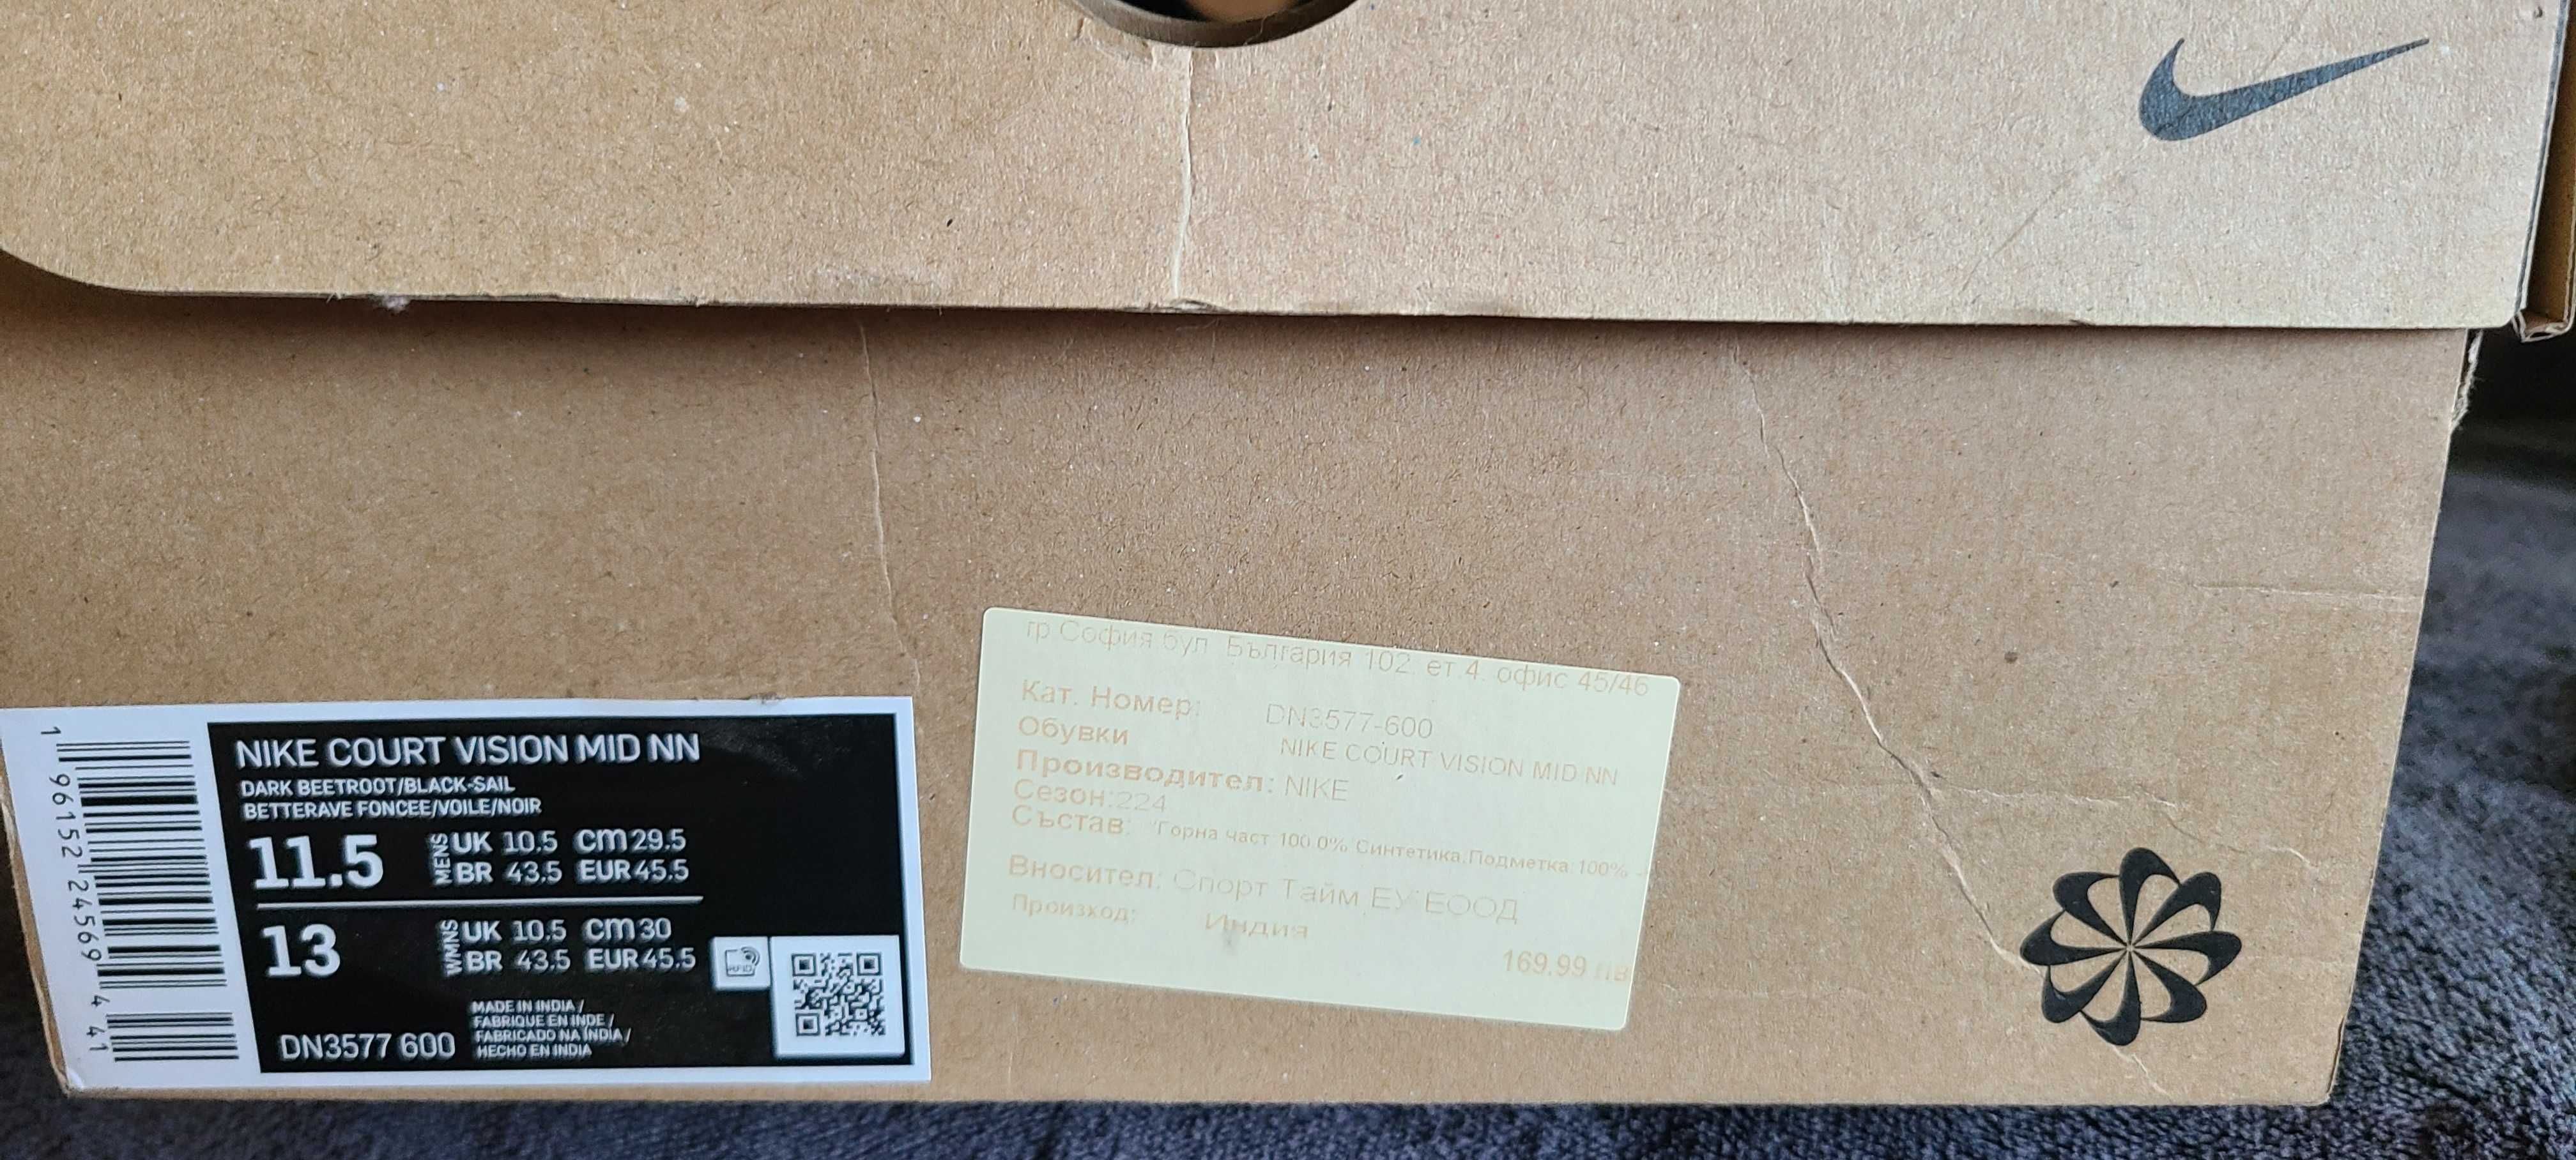 1 96152 24569 4 41
NIKE COURT VISION MID NN
DARK BEETROOT/BLACK-SAIL
BETTERAVE FONCEE/VOILE/NOIR
11.5 MENS UK 10.5 cm 29.5
BR 43.5 EUR 45.5
13 WMNS UK 10.5 cm 30
BR 43.5 EUR 45.5
RFID
DN3577 600
MADE IN INDIA /
FABRIQUE EN INDE /
FABRICADO NA ÍNDIA /
HECHO EN INDIA
гр София бул. България 102. ет.4. офис 45/46
Кат. Номер: DN3577-600
Обувки NIKE COURT VISION MID NN
Производител: NIKE
Сезон:224
Състав: Горна част 100.0% Синтетика.Подметка:100%
Вносител: Спорт Тайм ЕУ ЕООД
Произход: Индия
169.99 лв